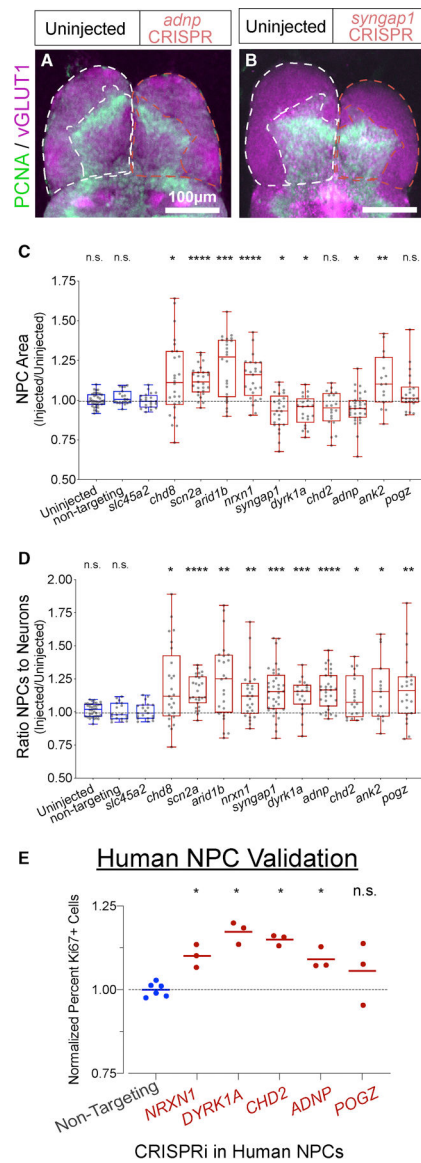 Uninjected
adnp
CRISPR
Uninjected
syngap1
CRISPR
PCNA / vGLUT1
A
100µm
B
C
n.s. n.s. * **** *** **** * * n.s. * ** n.s.
NPC Area
(Injected/Uninjected)
1.75
1.50
1.25
1.00
0.75
0.50
Uninjected
non-targeting
slc45a2
chd8
scn2a
arid1b
nrxn1
syngap1
dyrk1a
chd2
adnp
ank2
pogz
D
n.s. n.s. * **** ** ** *** *** **** * * **
Ratio NPCs to Neurons
(Injected/Uninjected)
2.00
1.75
1.50
1.25
1.00
0.75
0.50
Uninjected
non-targeting
slc45a2
chd8
scn2a
arid1b
nrxn1
syngap1
dyrk1a
adnp
chd2
ank2
pogz
E
Human NPC Validation
* * * * n.s.
Normalized Percent Ki67+ Cells
1.25
1.00
0.75
Non-Targeting
NRXN1
DYRK1A
CHD2
ADNP
POGZ
CRISPRi in Human NPCs